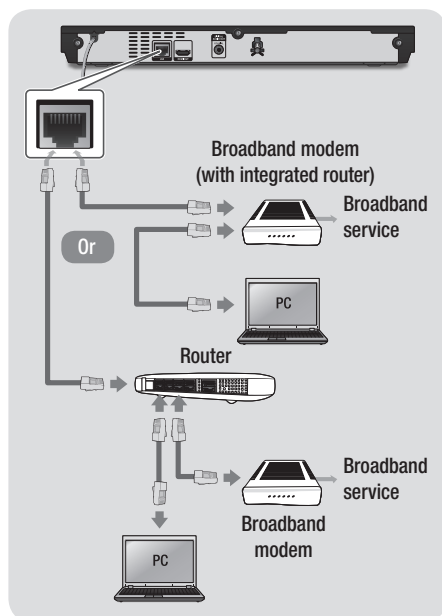 Broadband modem
(with integrated router)
Broadband
service
Or
PC
Router
Broadband
service
Broadband
modem
PC